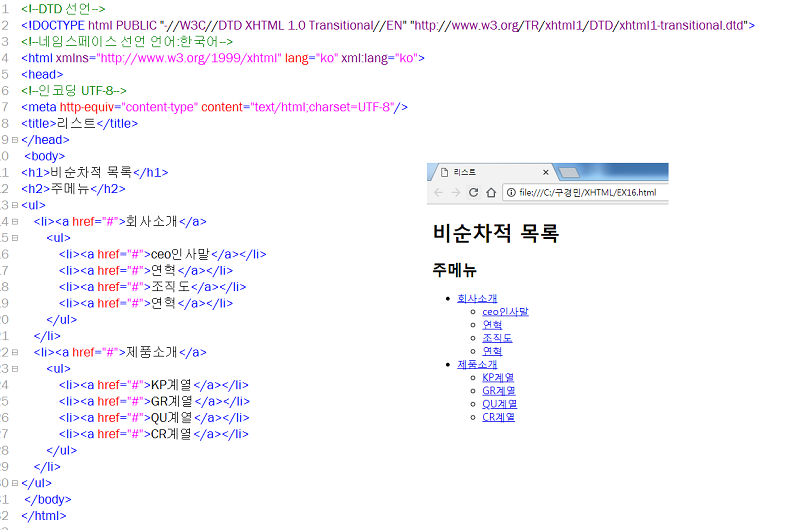 1 <!--DTD 선언-->
2 <!DOCTYPE html PUBLIC "-//W3C//DTD XHTML 1.0 Transitional//EN" "http://www.w3.org/TR/xhtml1/DTD/xhtml1-transitional.dtd">
3 <!--네임스페이스 선언 언어:한국어-->
4 <html xmlns="http://www.w3.org/1999/xhtml" lang="ko" xml:lang="ko">
5 <head>
6 <!--인코딩 UTF-8-->
7 <meta http-equiv="content-type" content="text/html;charset=UTF-8"/>
8 <title>리스트</title>
9 </head>
0 <body>
1 <h1>비순차적 목록</h1>
2 <h2>주메뉴</h2>
3 <ul>
4 <li><a href="#">회사소개</a>
5 <ul>
6 <li><a href="#">ceo인사말</a></li>
7 <li><a href="#">연혁</a></li>
8 <li><a href="#">조직도</a></li>
9 <li><a href="#">연혁</a></li>
0 </ul>
1 </li>
2 <li><a href="#">제품소개</a>
3 <ul>
4 <li><a href="#">KP계열</a></li>
5 <li><a href="#">GR계열</a></li>
6 <li><a href="#">QU계열</a></li>
7 <li><a href="#">CR계열</a></li>
8 </ul>
9 </li>
0 </ul>
1 </body>
2 </html>
리스트
file:///C:/구경민/XHTML/EX16.html
비순차적 목록
주메뉴
회사소개
ceo인사말
연혁
조직도
연혁
제품소개
KP계열
GR계열
QU계열
CR계열